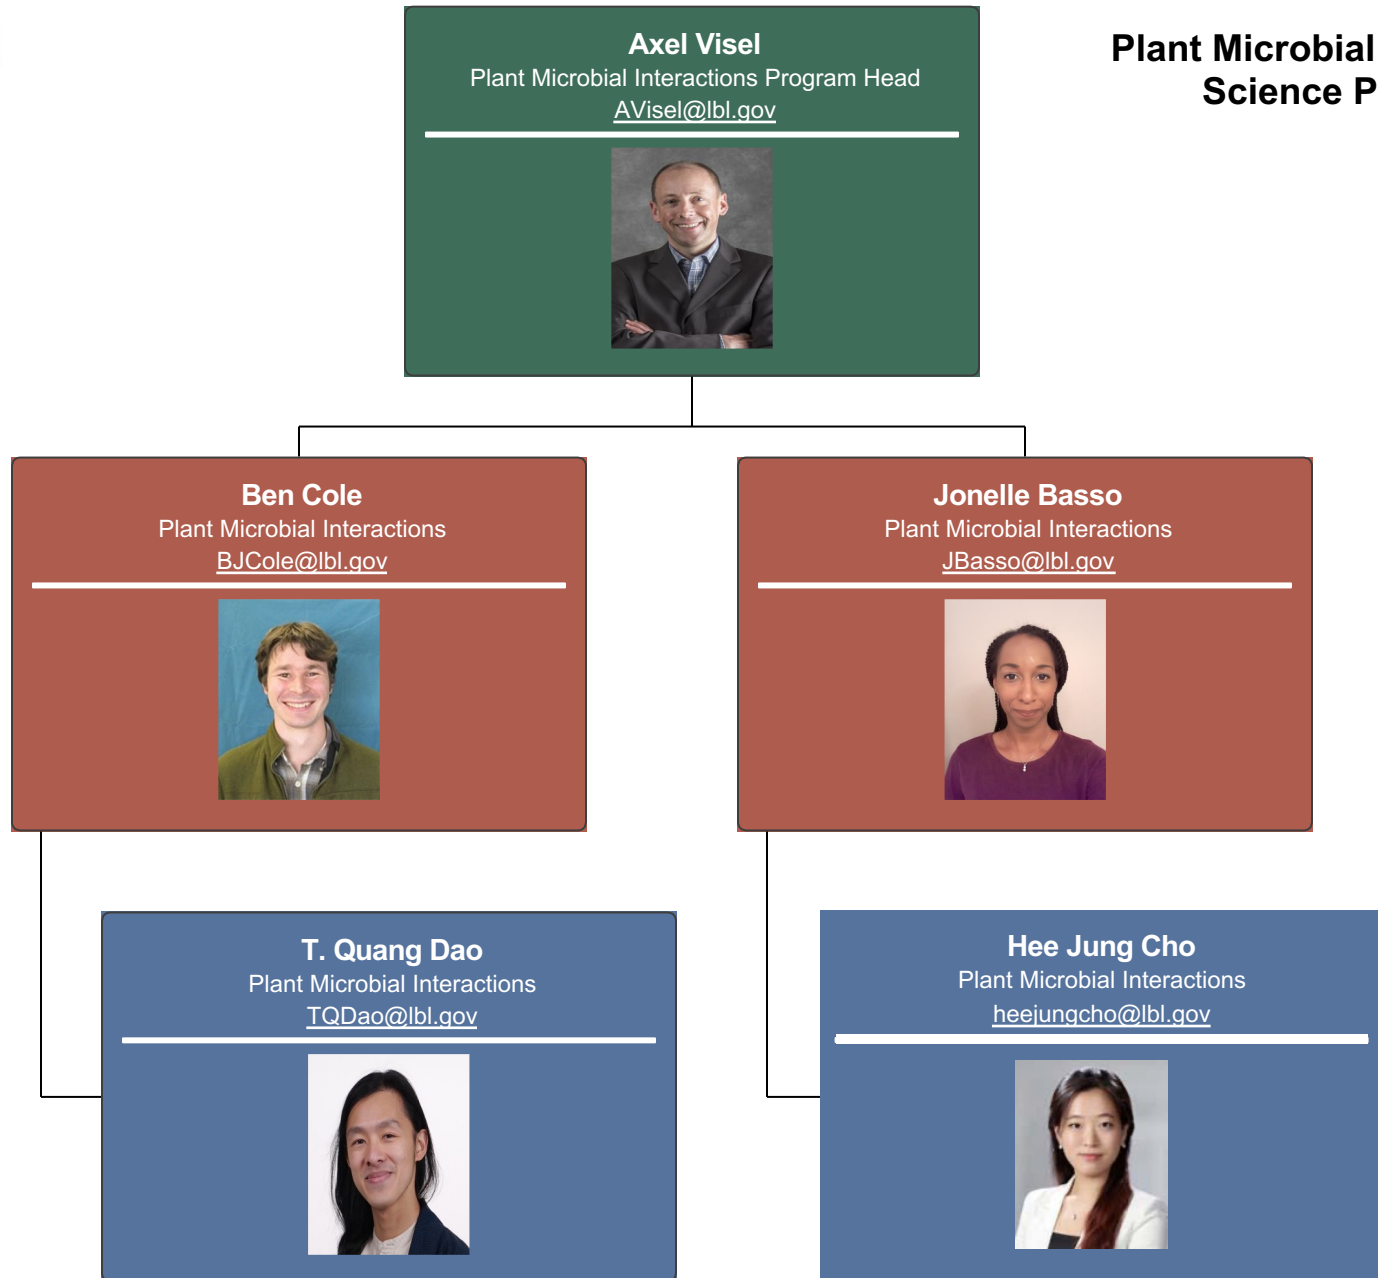 Axel Visel
Plant Microbial Interactions Program Head
AVisel@lbl.gov
Plant Microbial
Science P
Ben Cole
Plant Microbial Interactions
BJCole@lbl.gov
Jonelle Basso
Plant Microbial Interactions
JBasso@lbl.gov
T. Quang Dao
Plant Microbial Interactions
TQDao@lbl.gov
Hee Jung Cho
Plant Microbial Interactions
heejungcho@lbl.gov